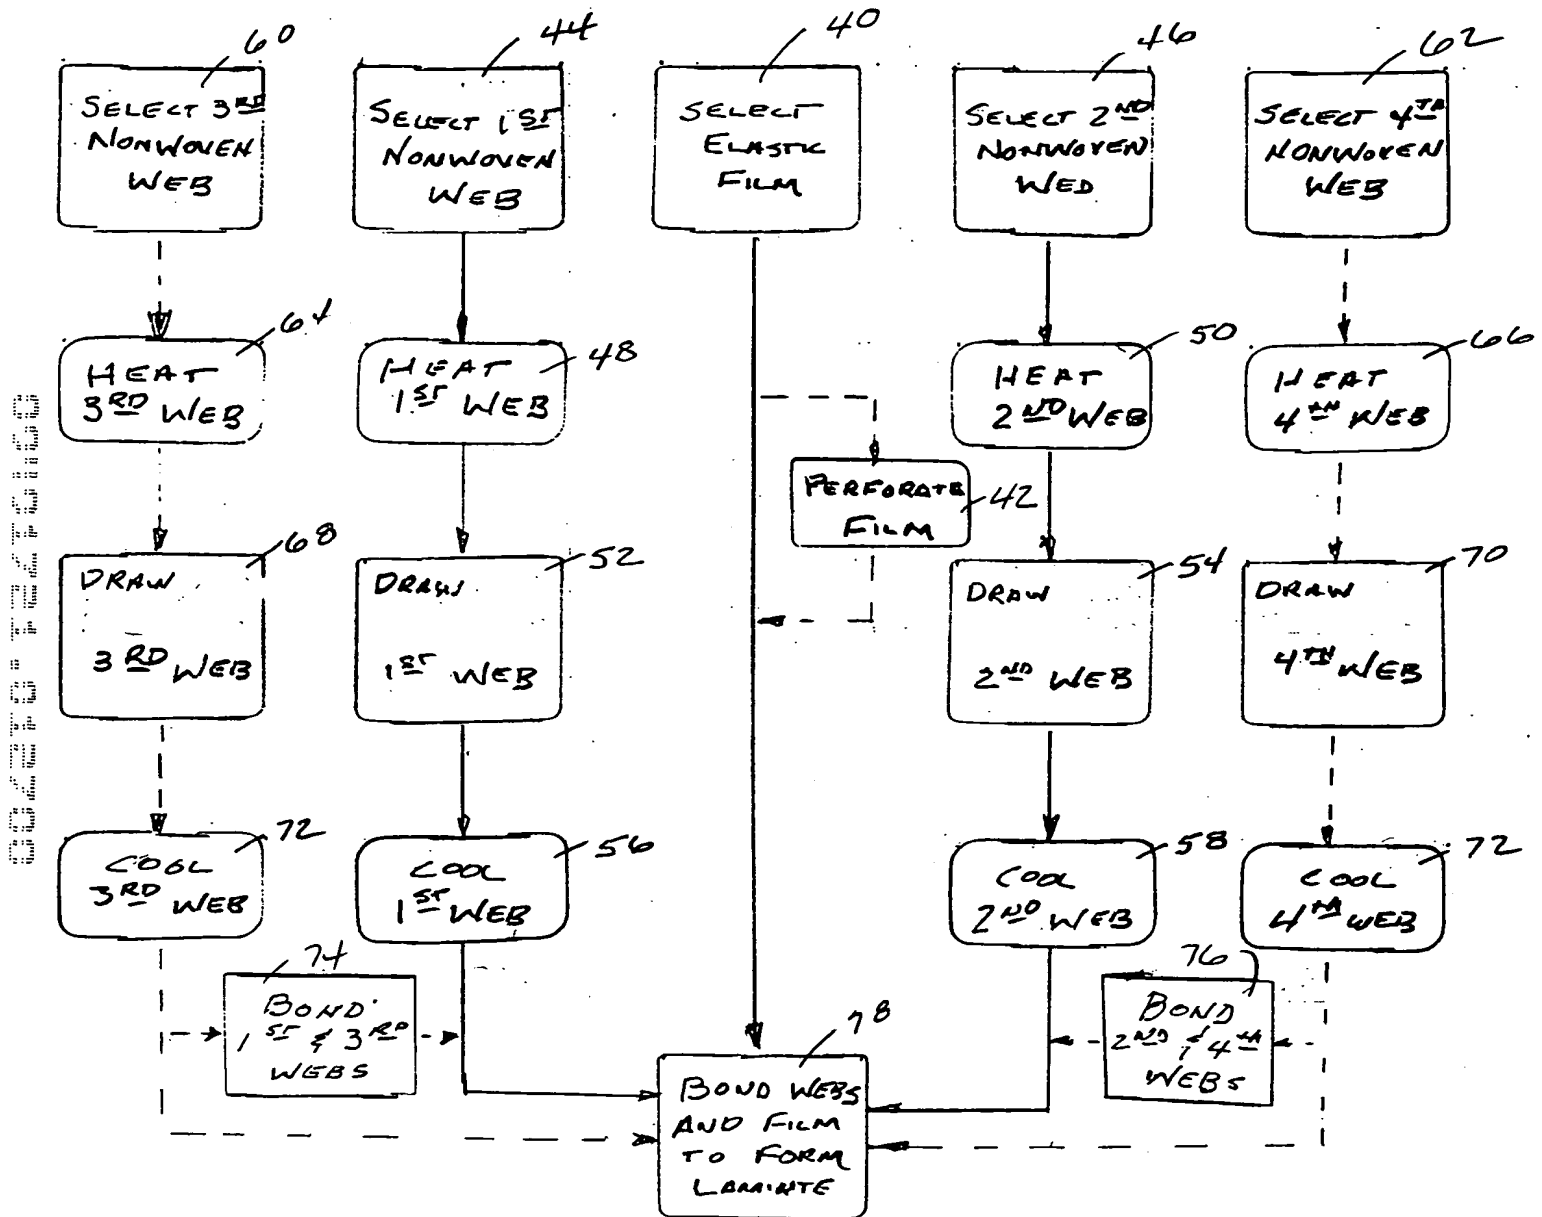 60
44
40
46
62
SELECT 3RD
NONWOVEN
WEB
SELECT 1ST
NONWOVEN
WEB
SELECT
ELASTIC
FILM
SELECT 2ND
NONWOVEN
WED
SELECT 4TH
NONWOVEN
WEB
64
48
50
66
HEAT
3RD WEB
HEAT
1ST WEB
HEAT
2ND WEB
HEAT
4TH WEB
PERFORATE
FILM
42
68
52
54
70
DRAW
3RD WEB
DRAW
1ST WEB
DRAW
2ND WEB
DRAW
4TH WEB
72
56
58
72
COOL
3RD WEB
COOL
1ST WEB
COOL
2ND WEB
COOL
4TH WEB
74
76
78
BOND
1ST & 3RD
WEBS
BOND
2ND & 4TH
WEBS
BOND WEBS
AND FILM
TO FORM
LAMINTE